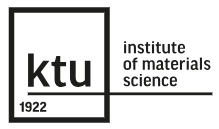 ktu
1922
institute
of materials
science